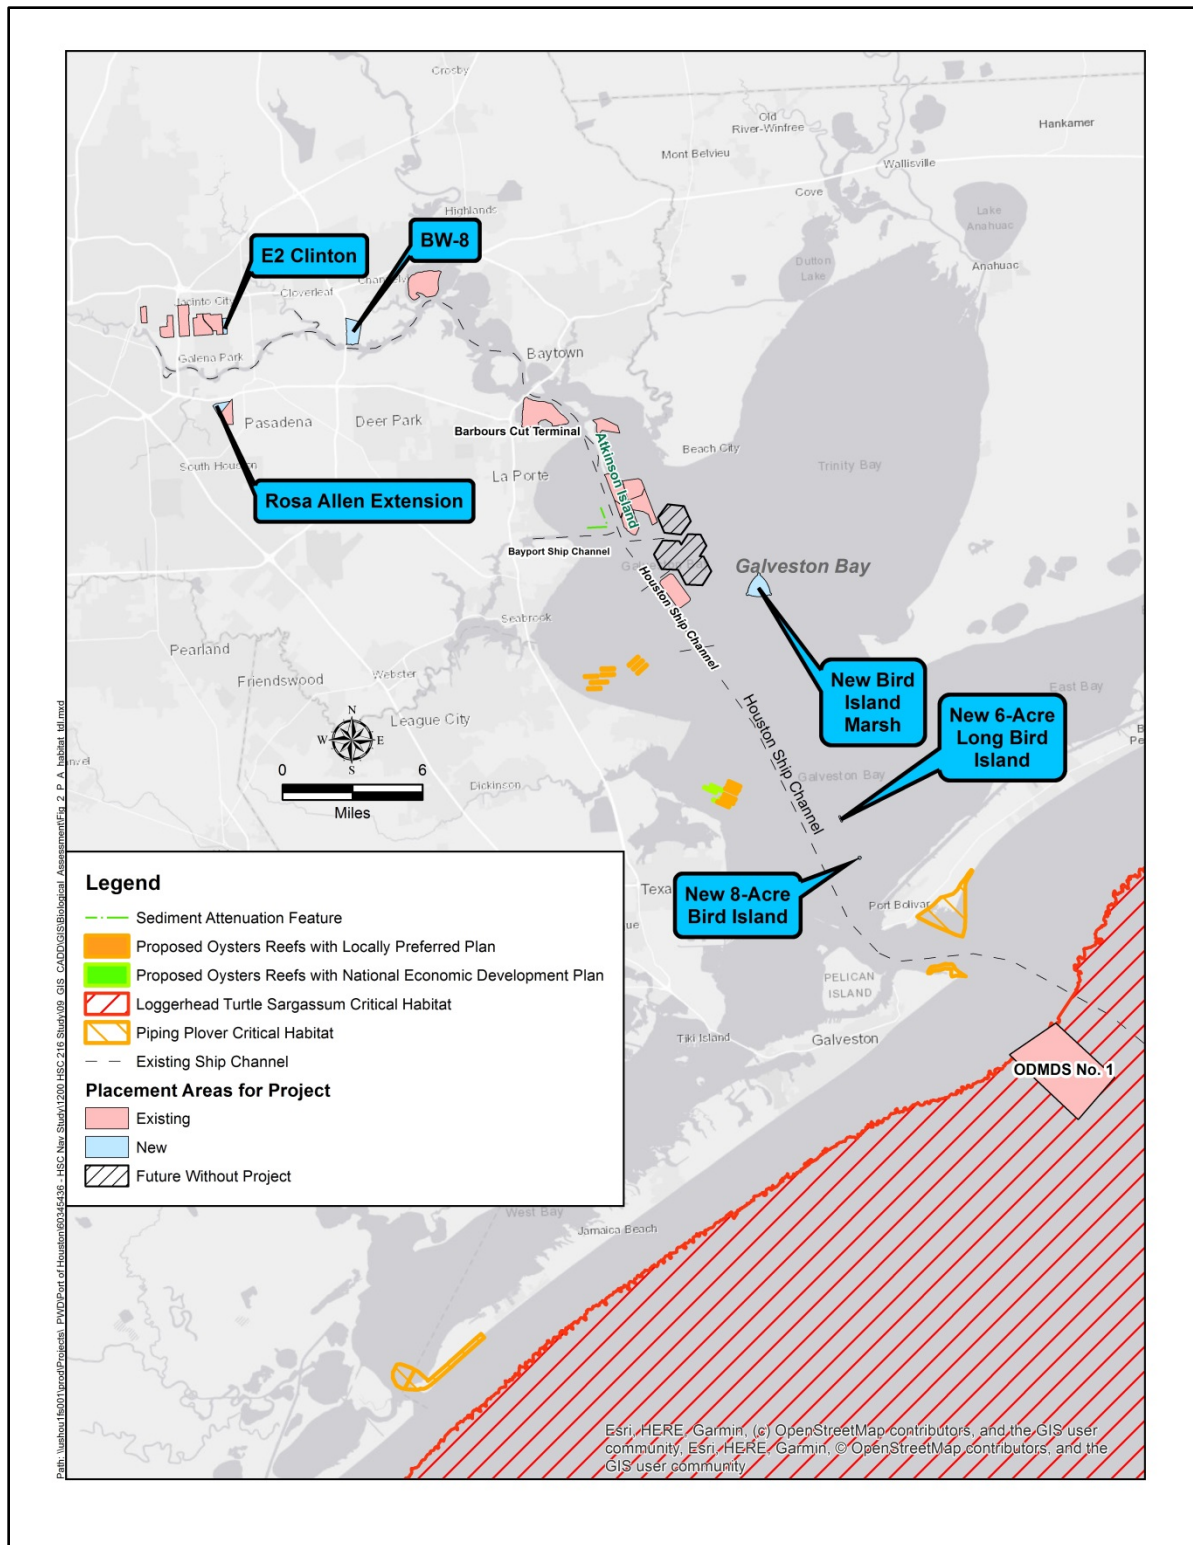 Crosby
Old
River-Winfree
Hankamer
Mont Belvieu
Wallisville
Cove
Highlands
Lake
Anahuac
Anahuac
Dutton
Lake
E2 Clinton
BW-8
Jacinto City
Cloverleaf
Galena Park
Baytown
Pasadena
Deer Park
Barbours Cut Terminal
Beach City
Trinity Bay
South Houston
La Porte
Atkinson Island
Rosa Allen Extension
Bayport Ship Channel
Galveston Bay
Houston Ship Channel
Seabrook
Pearland
Friendswood
Webster
New Bird
Island
Marsh
East Bay
League City
New 6-Acre
Long Bird
Island
N
W
E
S
0
6
Miles
Dickinson
Galveston Bay
Houston Ship Channel
New 8-Acre
Bird Island
Port Bolivar
PELICAN
ISLAND
Tiki Island
Galveston
ODMDS No. 1
Legend
Sediment Attenuation Feature
Proposed Oysters Reefs with Locally Preferred Plan
Proposed Oysters Reefs with National Economic Development Plan
Loggerhead Turtle Sargassum Critical Habitat
Piping Plover Critical Habitat
Existing Ship Channel
Placement Areas for Project
Existing
New
Future Without Project
West Bay
Jamaica Beach
Esri, HERE, Garmin, (c) OpenStreetMap contributors, and the GIS user
community, Esri, HERE, Garmin, © OpenStreetMap contributors, and the
GIS user community